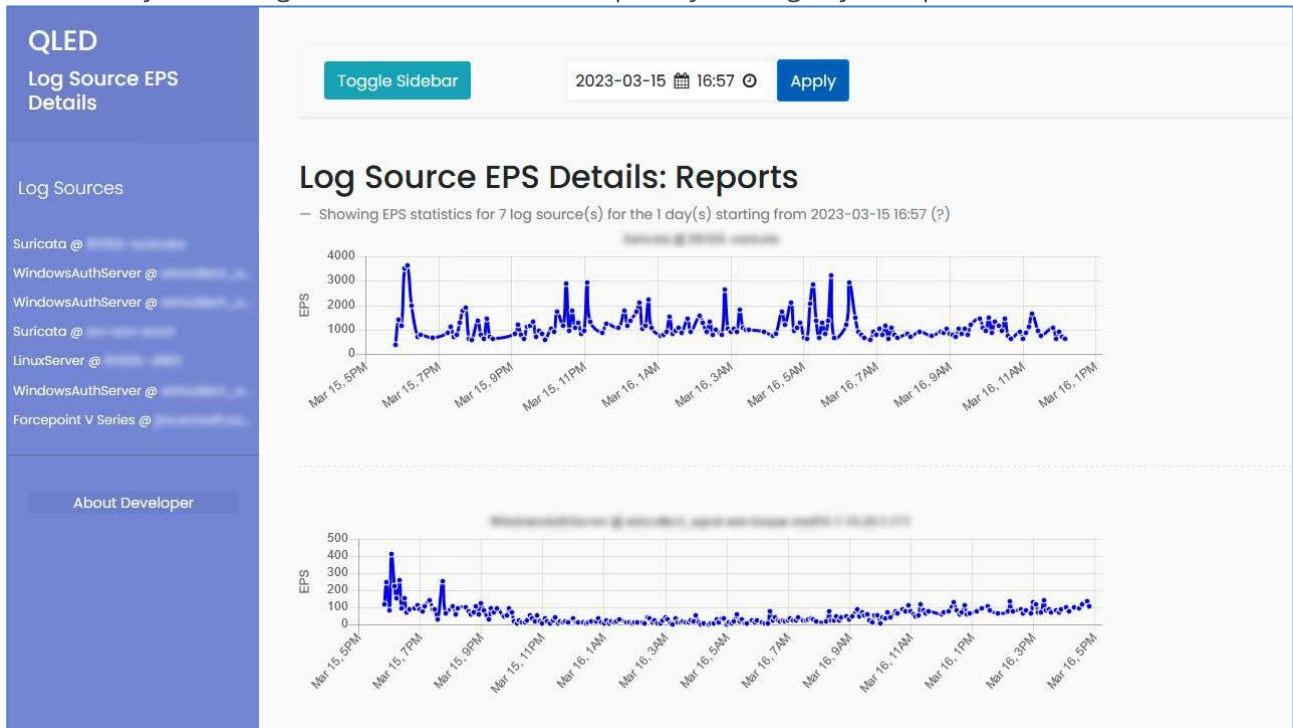 QLED
Log Source EPS
Details
Log Sources
Suricata @
WindowsAuthServer @
WindowsAuthServer @
Suricata @
LinuxServer @
WindowsAuthServer @
Forcepoint V Series @
About Developer
Toggle Sidebar
2023-03-15 16:57
Apply
Log Source EPS Details: Reports
— Showing EPS statistics for 7 log source(s) for the 1 day(s) starting from 2023-03-15 16:57 (?)
EPS
4000
3000
2000
1000
0
Mar 15, 5PM
Mar 15, 7PM
Mar 15, 9PM
Mar 15, 11PM
Mar 16, 1AM
Mar 16, 3AM
Mar 16, 5AM
Mar 16, 7AM
Mar 16, 9AM
Mar 16, 11AM
Mar 16, 1PM
EPS
500
400
300
200
100
0
Mar 15, 5PM
Mar 15, 7PM
Mar 15, 9PM
Mar 15, 11PM
Mar 16, 1AM
Mar 16, 3AM
Mar 16, 5AM
Mar 16, 7AM
Mar 16, 9AM
Mar 16, 11AM
Mar 16, 1PM
Mar 16, 3PM
Mar 16, 5PM